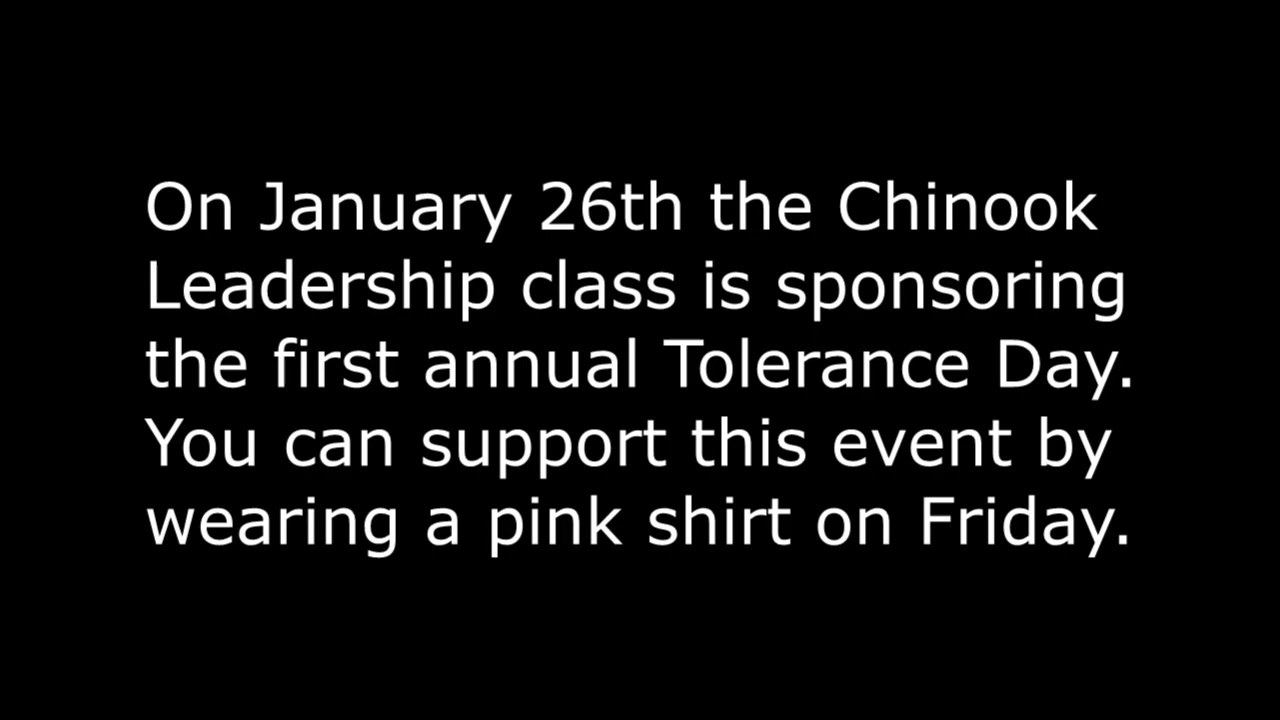 On January 26th the Chinook
Leadership class is sponsoring
the first annual Tolerance Day.
You can support this event by
wearing a pink shirt on Friday.